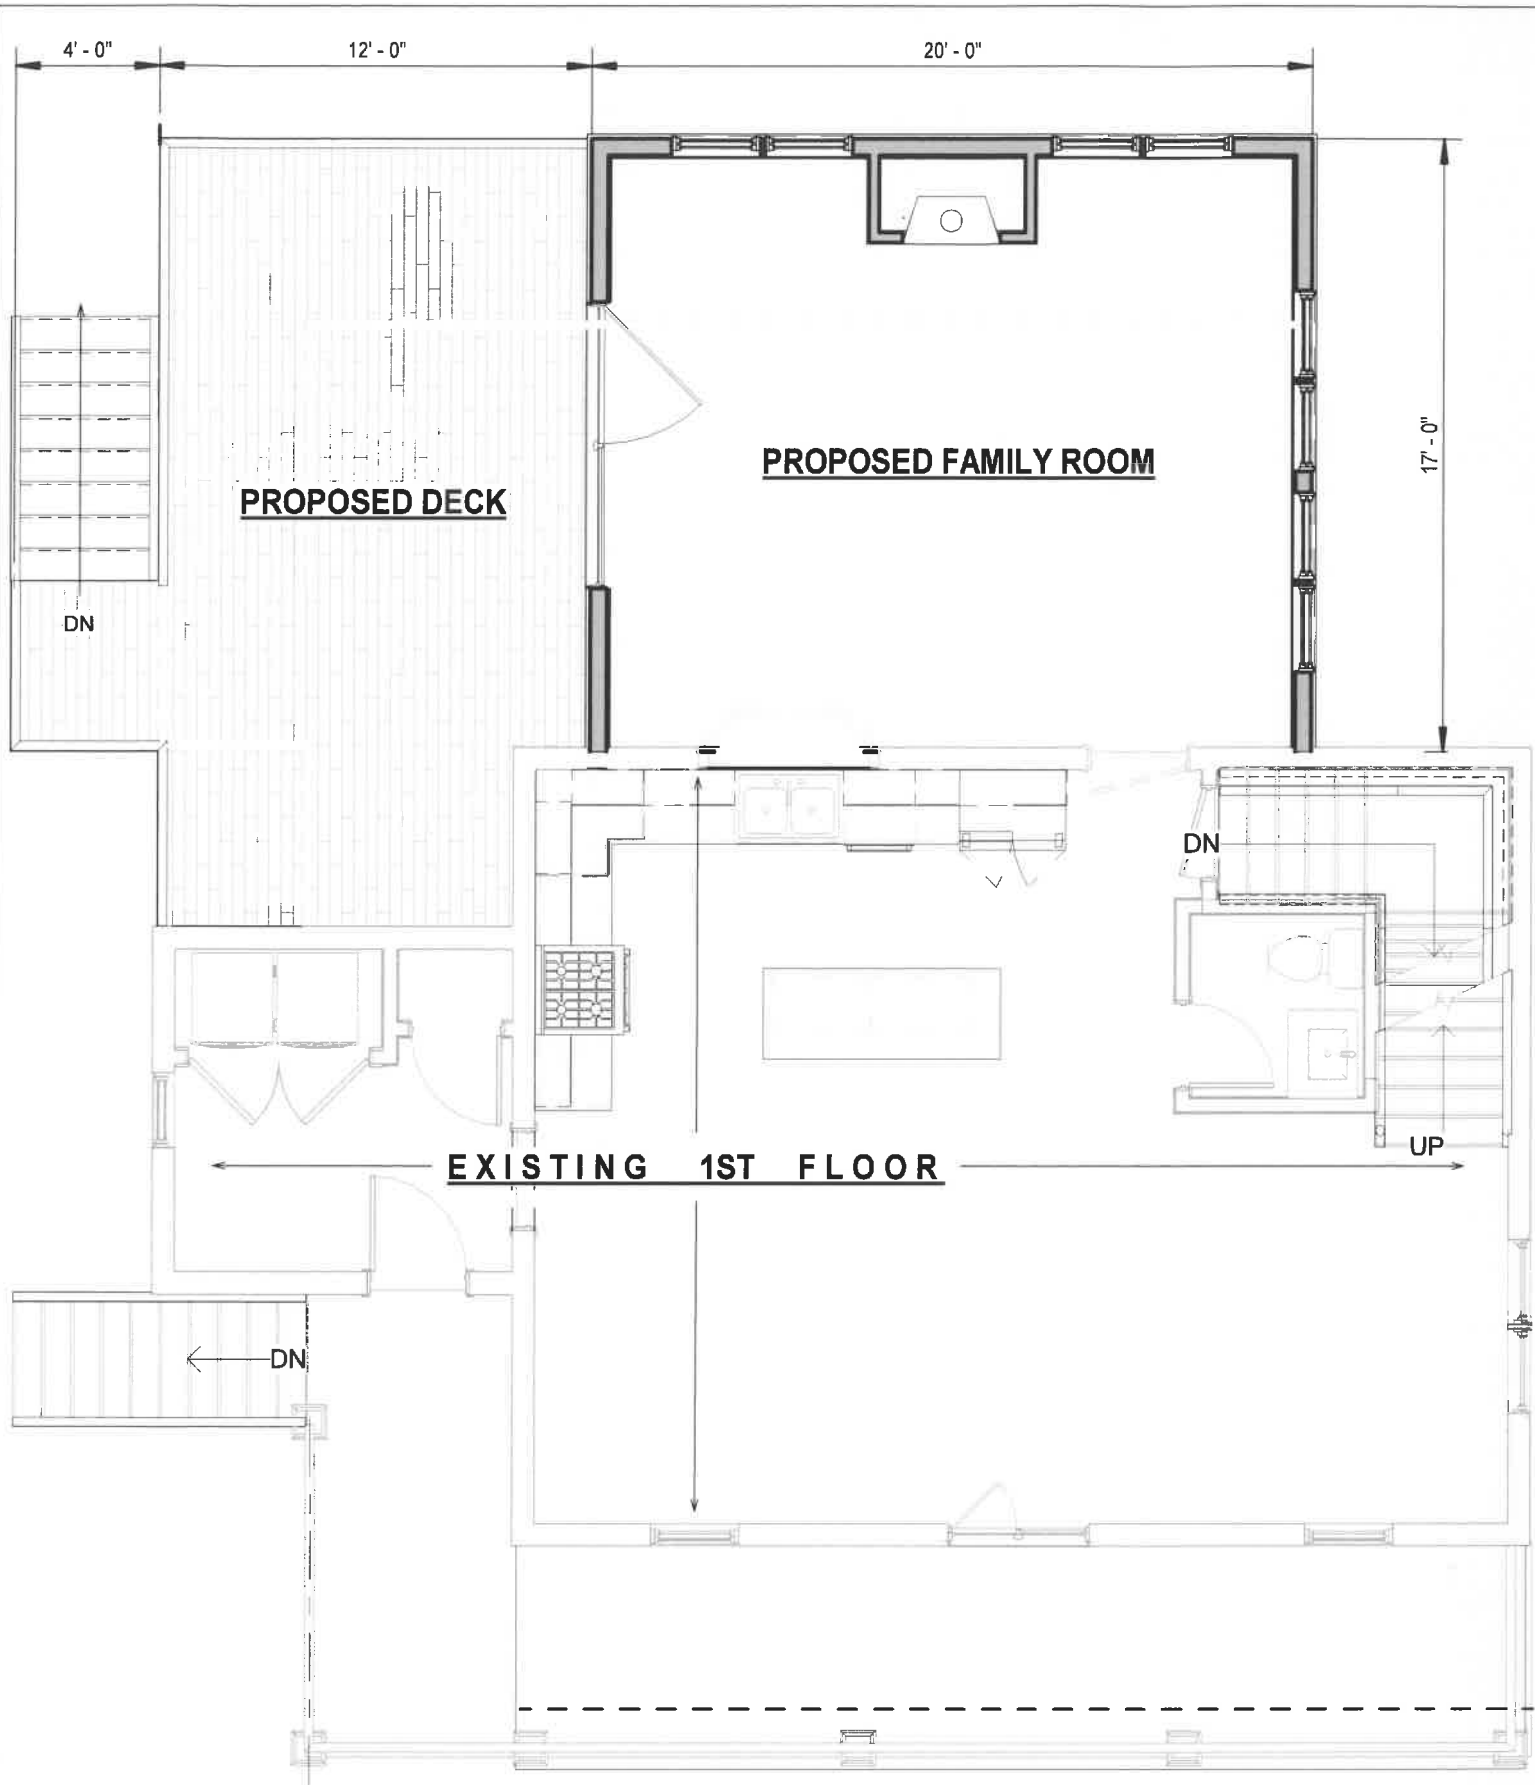 4' - 0" 12' - 0" 20' - 0"
17' - 0"
PROPOSED FAMILY ROOM
PROPOSED DECK
DN
DN
EXISTING 1ST FLOOR
UP
DN